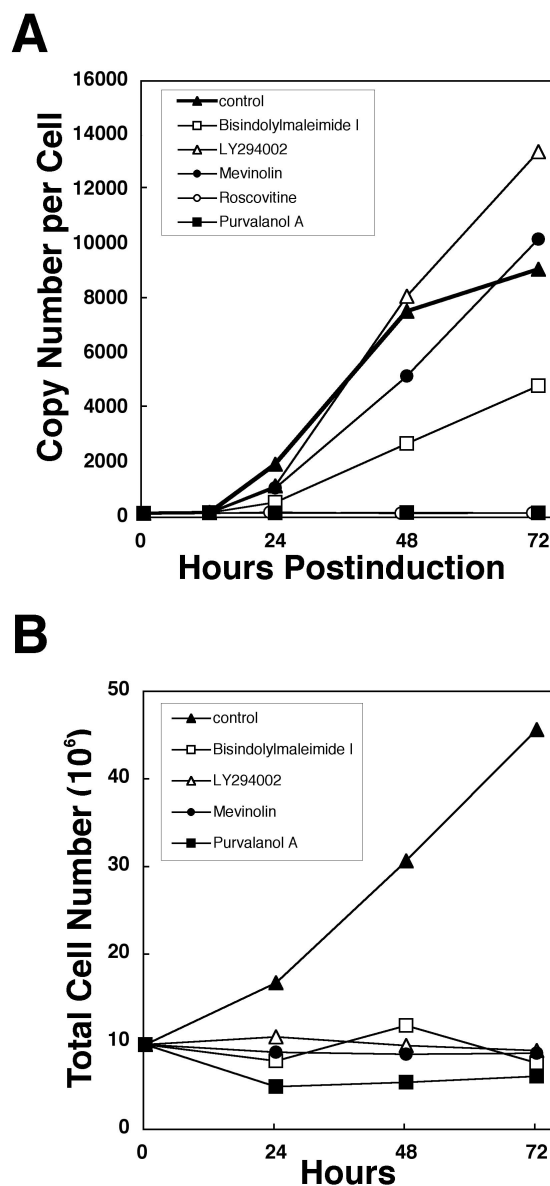 A
Copy Number per Cell
16000
14000
12000
10000
8000
6000
4000
2000
0
control
Bisindolylmaleimide I
LY294002
Mevinolin
Roscovitine
Purvalanol A
0 24 48 72
Hours Postinduction
B
Total Cell Number (10⁶)
50
40
30
20
10
0
control
Bisindolylmaleimide I
LY294002
Mevinolin
Purvalanol A
0 24 48 72
Hours